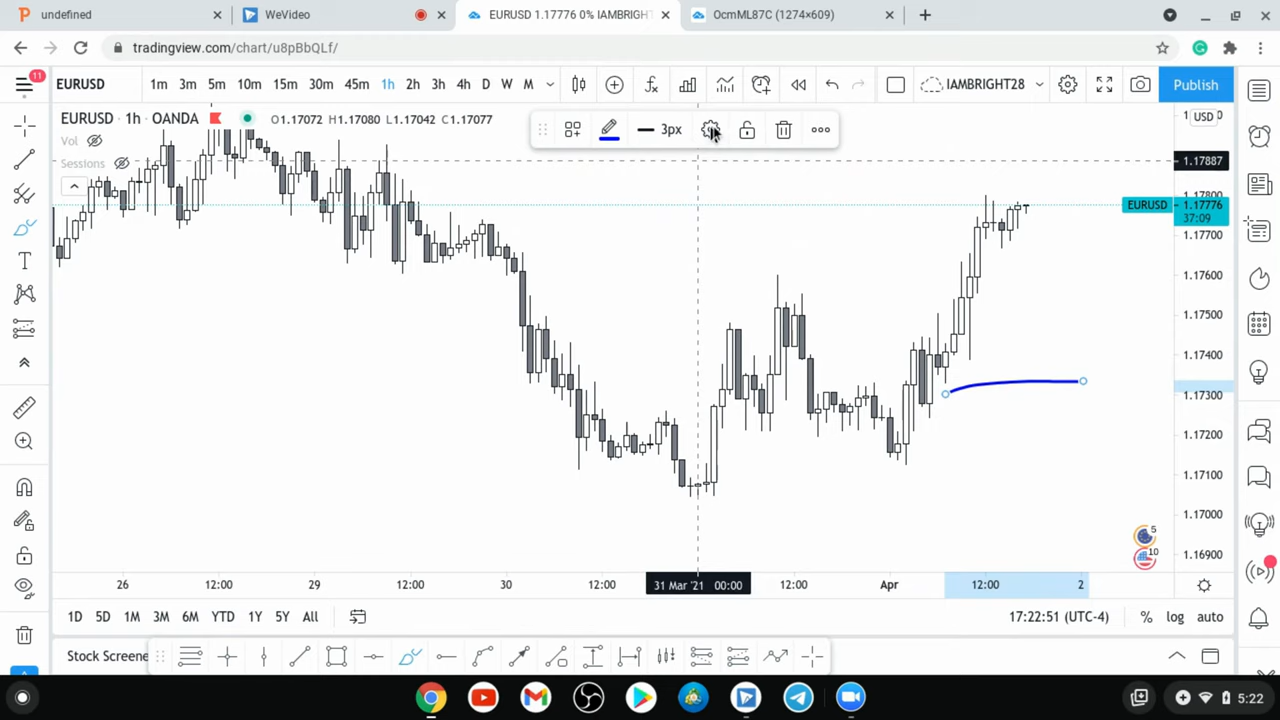 undefined
WeVideo
EURUSD 1.17776 0% IAMBRIGHT
OcmML87C (1274×609)
tradingview.com/chart/u8pBbQLf/
11
EURUSD 1m 3m 5m 10m 15m 30m 45m 1h 2h 3h 4h D W M IAMBRIGHT28 Publish
EURUSD · 1h · OANDA O1.17072 H1.17080 L1.17042 C1.17077
3px
USD
Vol
Sessions
1.17887
1.17800
EURUSD 1.17776
37:09
1.17700
1.17600
1.17500
1.17400
1.17300
1.17200
1.17100
1.17000
1.16900
5
10
26 12:00 29 12:00 30 12:00 31 Mar '21 00:00 12:00 Apr 12:00 2
1D 5D 1M 3M 6M YTD 1Y 5Y All 17:22:51 (UTC-4) % log auto
Stock Screene
5:22